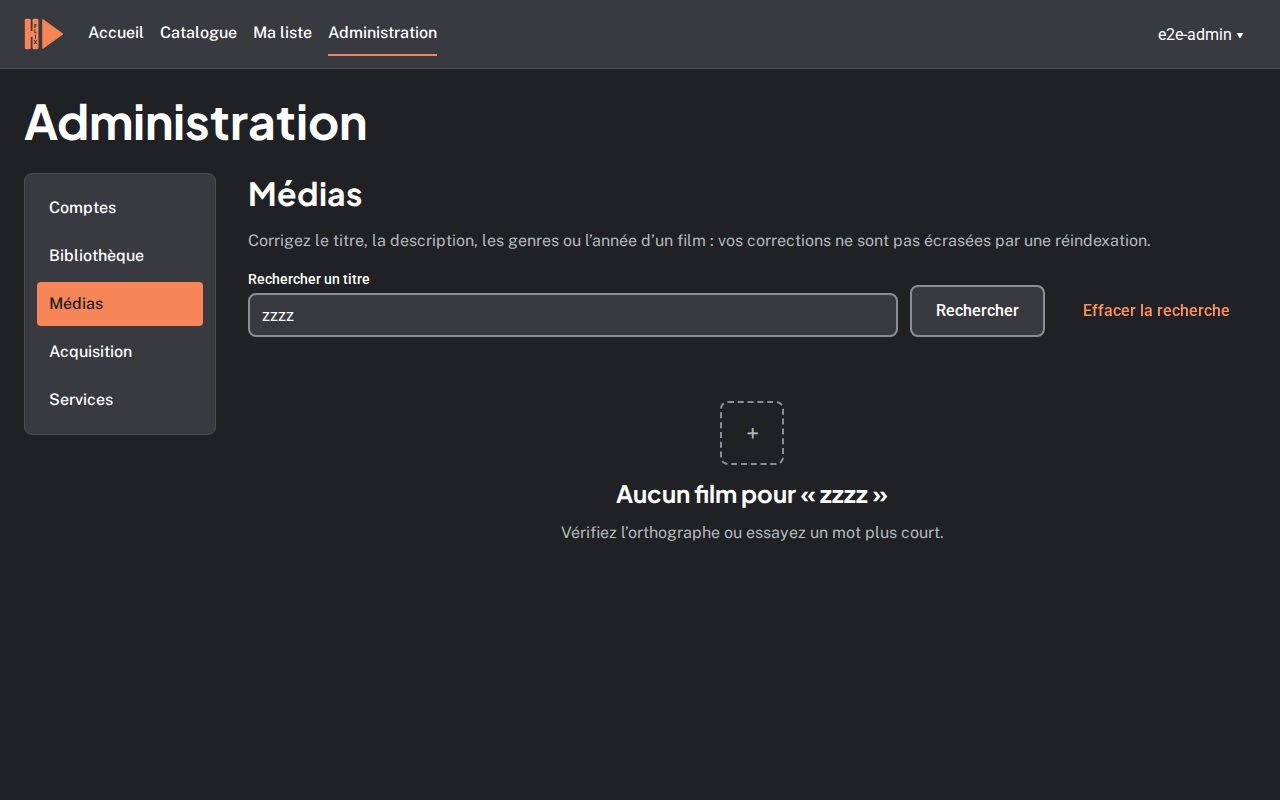 Accueil Catalogue Ma liste Administration e2e-admin ▾
Administration
Comptes
Bibliothèque
Médias
Acquisition
Services
Médias
Corrigez le titre, la description, les genres ou l’année d’un film : vos corrections ne sont pas écrasées par une réindexation.
Rechercher un titre
zzzz
Rechercher
Effacer la recherche
+
Aucun film pour « zzzz »
Vérifiez l’orthographe ou essayez un mot plus court.